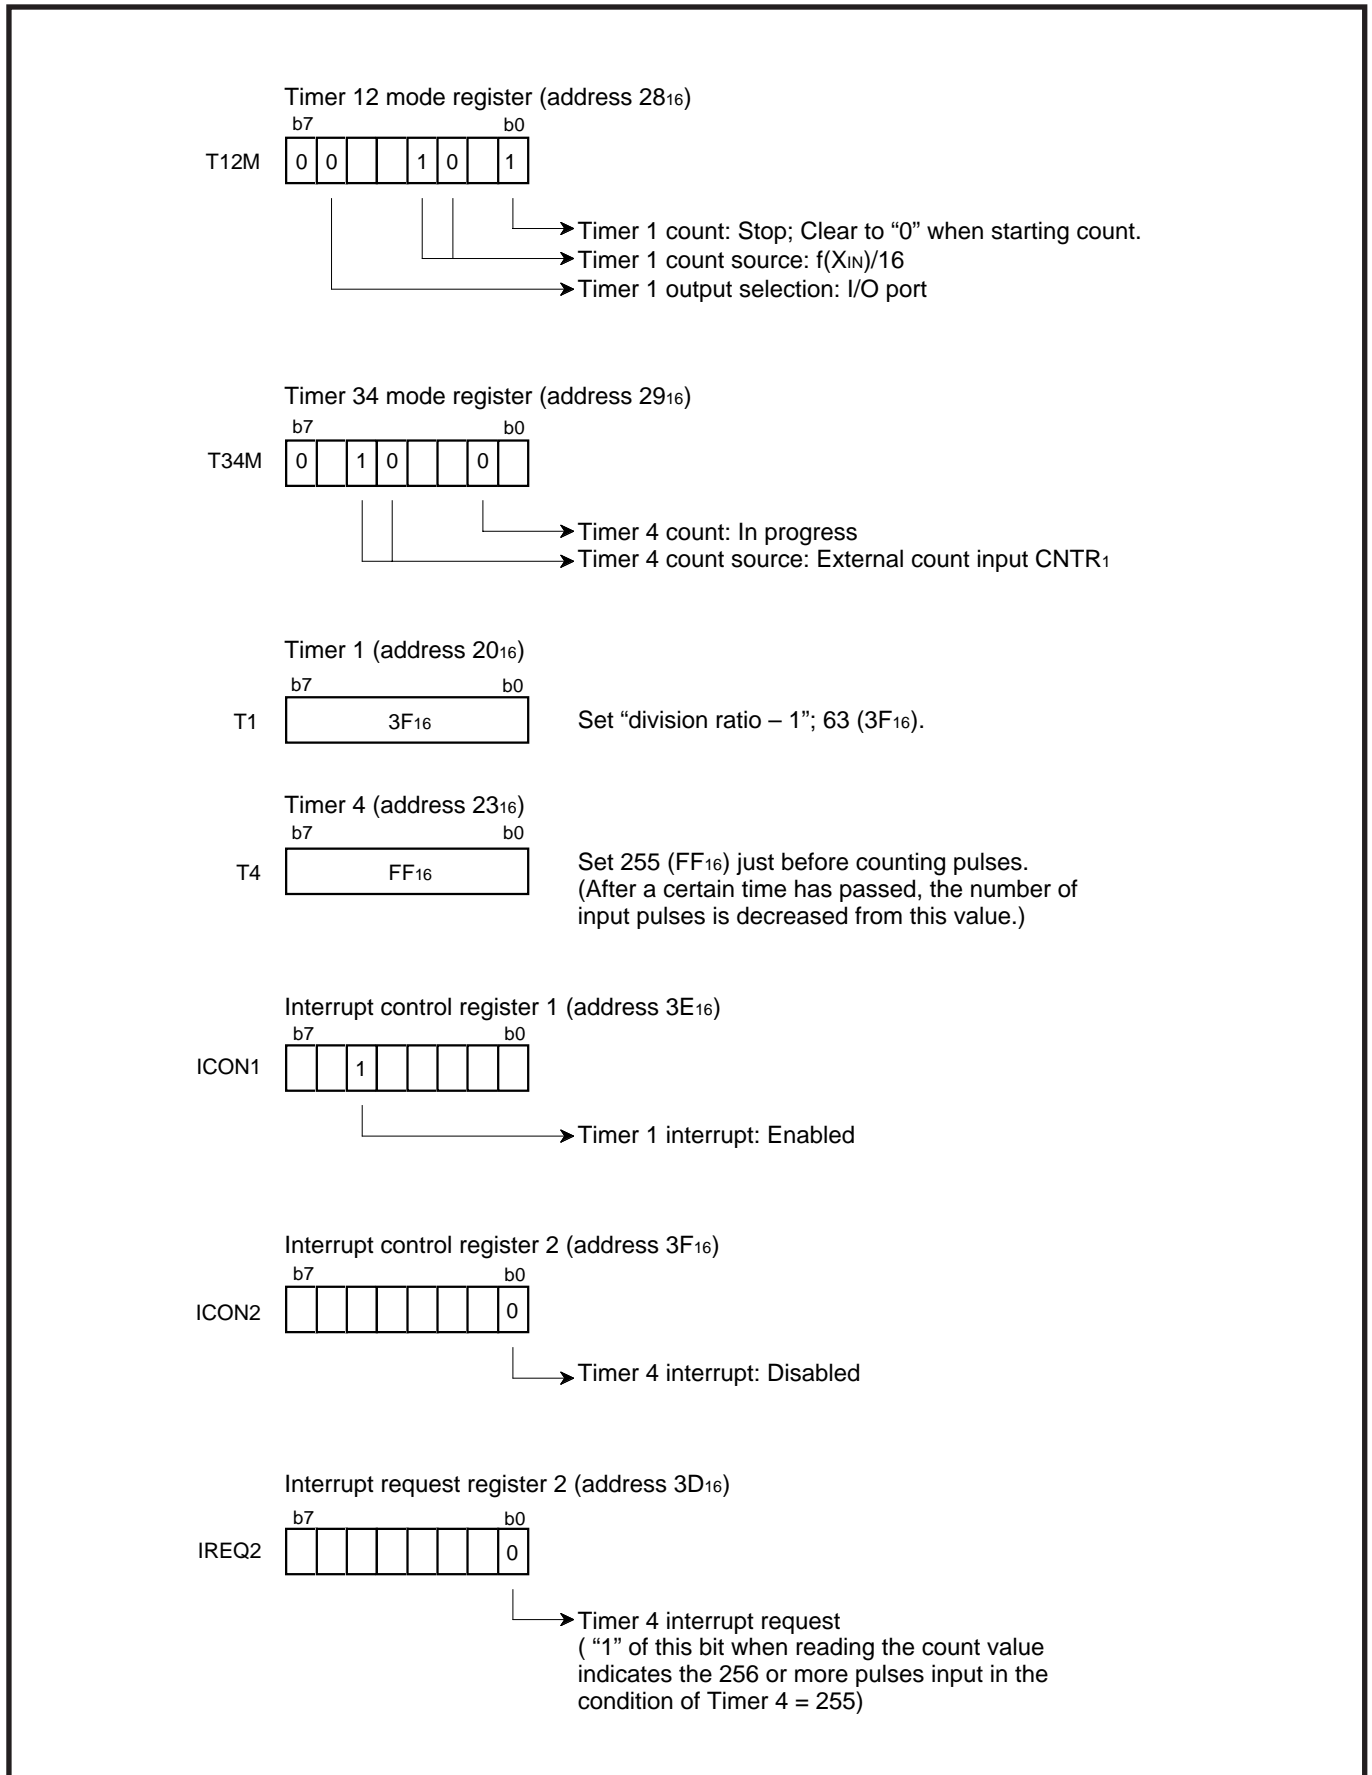 Timer 12 mode register (address 2816)
b7 b0
T12M 0 0 1 0 1
Timer 1 count: Stop; Clear to “0” when starting count.
Timer 1 count source: f(XIN)/16
Timer 1 output selection: I/O port
Timer 34 mode register (address 2916)
b7 b0
T34M 0 1 0 0
Timer 4 count: In progress
Timer 4 count source: External count input CNTR1
Timer 1 (address 2016)
b7 b0
T1 3F16 Set “division ratio – 1”; 63 (3F16).
Timer 4 (address 2316)
b7 b0
T4 FF16 Set 255 (FF16) just before counting pulses.
(After a certain time has passed, the number of
input pulses is decreased from this value.)
Interrupt control register 1 (address 3E16)
b7 b0
ICON1 1
Timer 1 interrupt: Enabled
Interrupt control register 2 (address 3F16)
b7 b0
ICON2 0
Timer 4 interrupt: Disabled
Interrupt request register 2 (address 3D16)
b7 b0
IREQ2 0
Timer 4 interrupt request
( “1” of this bit when reading the count value
indicates the 256 or more pulses input in the
condition of Timer 4 = 255)